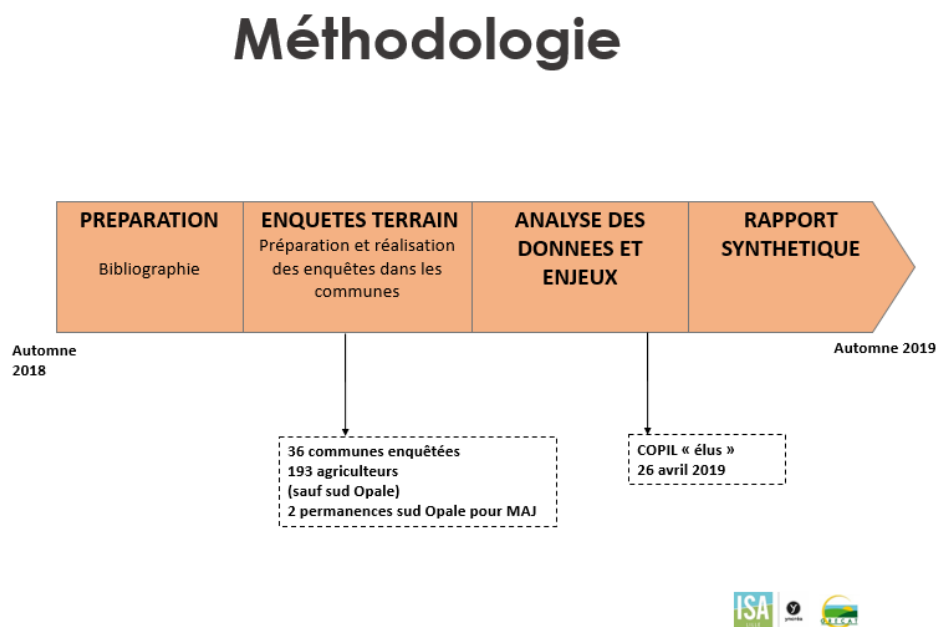 Méthodologie
PREPARATION
Bibliographie
ENQUETES TERRAIN
Préparation et réalisation
des enquêtes dans les
communes
ANALYSE DES
DONNEES ET
ENJEUX
RAPPORT
SYNTHETIQUE
Automne
2018
Automne 2019
36 communes enquêtées
193 agriculteurs
(sauf sud Opale)
2 permanences sud Opale pour MAJ
COPIL « élus »
26 avril 2019
ISA